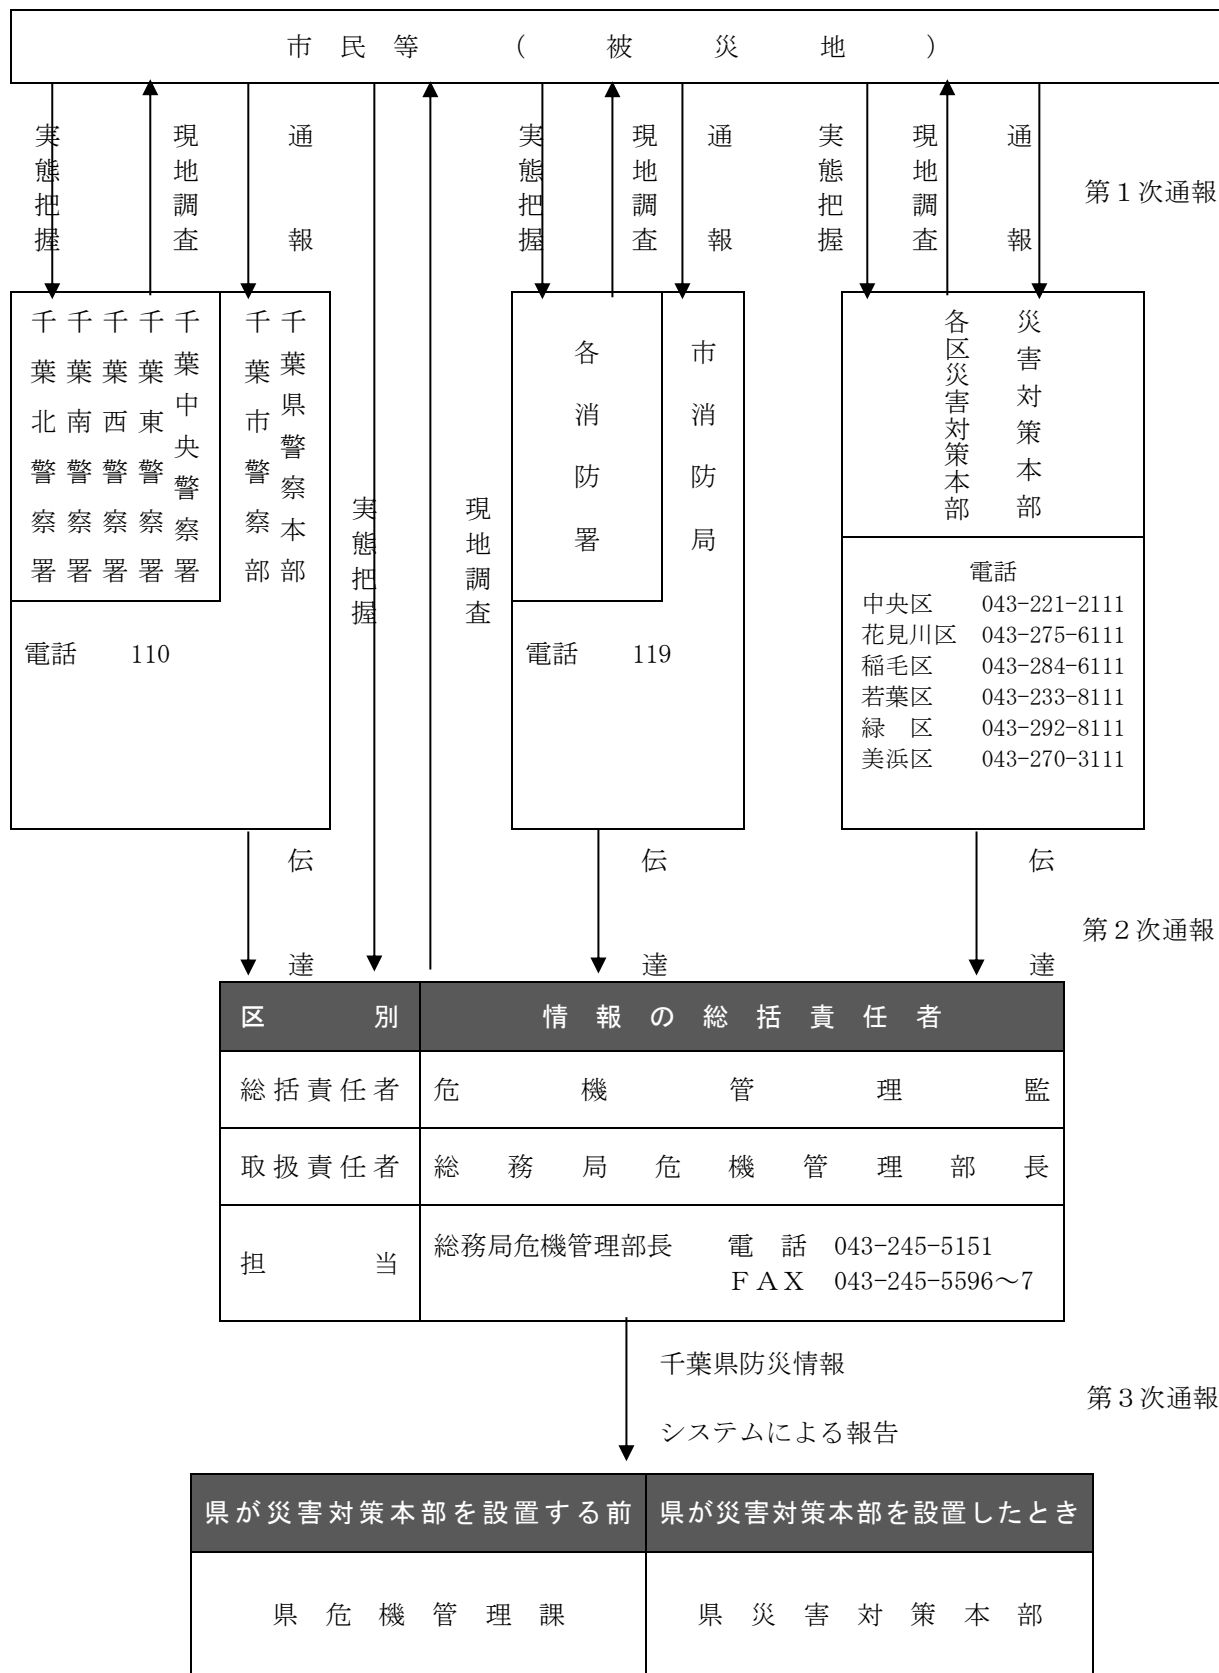 市民等（被災地）
実態把握
現地調査
通報
実態把握
現地調査
通報
実態把握
現地調査
通報
第１次通報
千葉中央警察署
千葉東警察署
千葉西警察署
千葉南警察署
千葉北警察署
千葉県警察本部
千葉市警察部
電話 110
実態把握
現地調査
市消防局
各消防署
電話 119
災害対策本部
各区災害対策本部
電話
中央区 043-221-2111
花見川区 043-275-6111
稲毛区 043-284-6111
若葉区 043-233-8111
緑区 043-292-8111
美浜区 043-270-3111
伝達
伝達
伝達
第２次通報
区別 情報の総括責任者
総括責任者 危機管理監
取扱責任者 総務局危機管理部長
担当 総務局危機管理部長 電話 043-245-5151
ＦＡＸ 043-245-5596～7
千葉県防災情報
システムによる報告
第３次通報
県が災害対策本部を設置する前 県が災害対策本部を設置したとき
県危機管理課 県災害対策本部